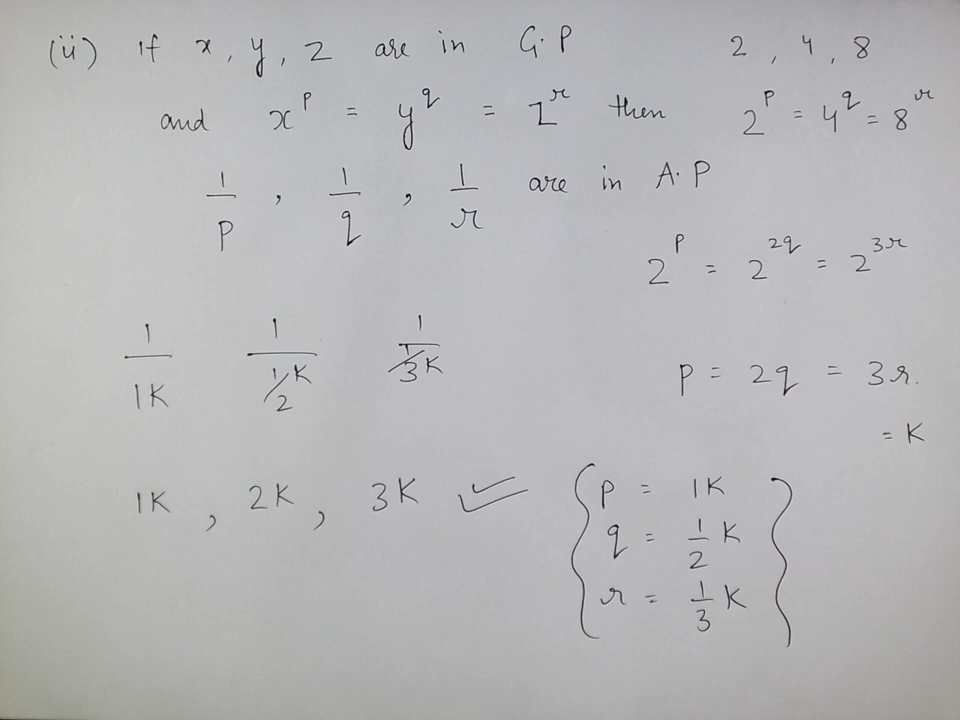 (ii) If x, y, z are in G.P 2, 4, 8
and x^p = y^q = z^r then 2^p = 4^q = 8^r
1/p, 1/q, 1/r are in A.P
2^p = 2^2q = 2^3r
1/1K 1/(1/2 K) 1/(1/3 K)
p = 2q = 3r.
= K
1K, 2K, 3K ✓
p = 1K
q = 1/2 K
r = 1/3 K